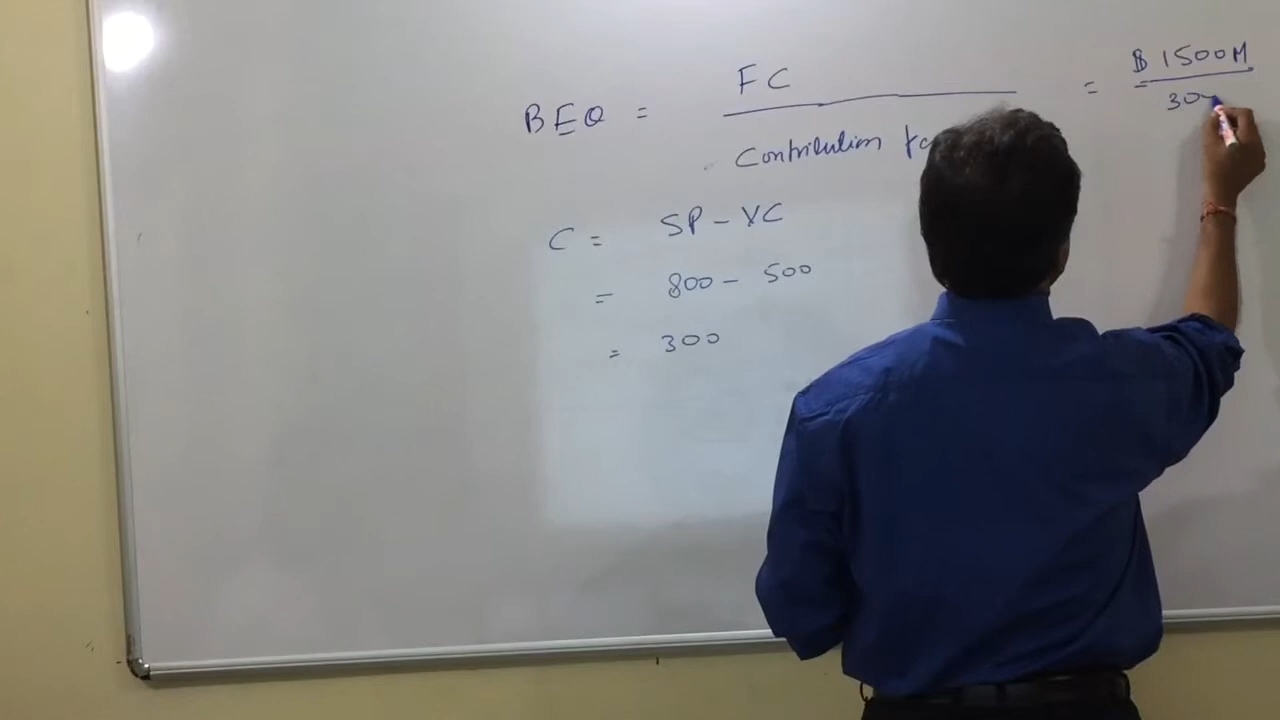 BEQ = FC / Contribution = $ 1500M / 300
C = SP - VC
= 800 - 500
= 300